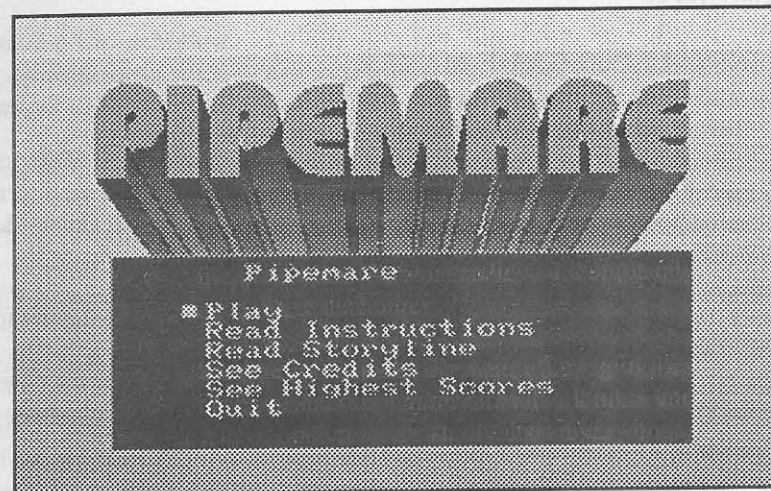 PIPEMARE
Pipemare
Play
Read Instructions
Read Storyline
See Credits
See Highest Scores
Quit